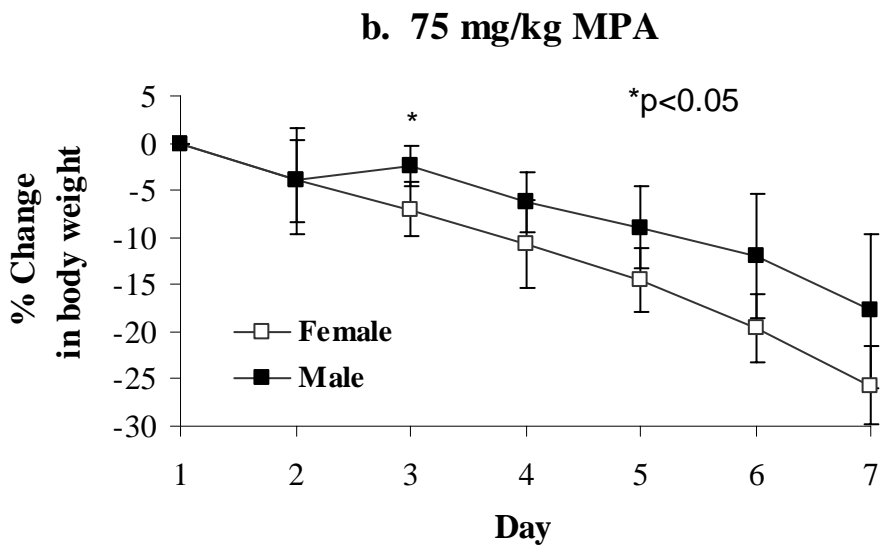 b. 75 mg/kg MPA
*p<0.05
*
5
0
-5
-10
-15
-20
-25
-30
% Change
in body weight
Female
Male
1 2 3 4 5 6 7
Day